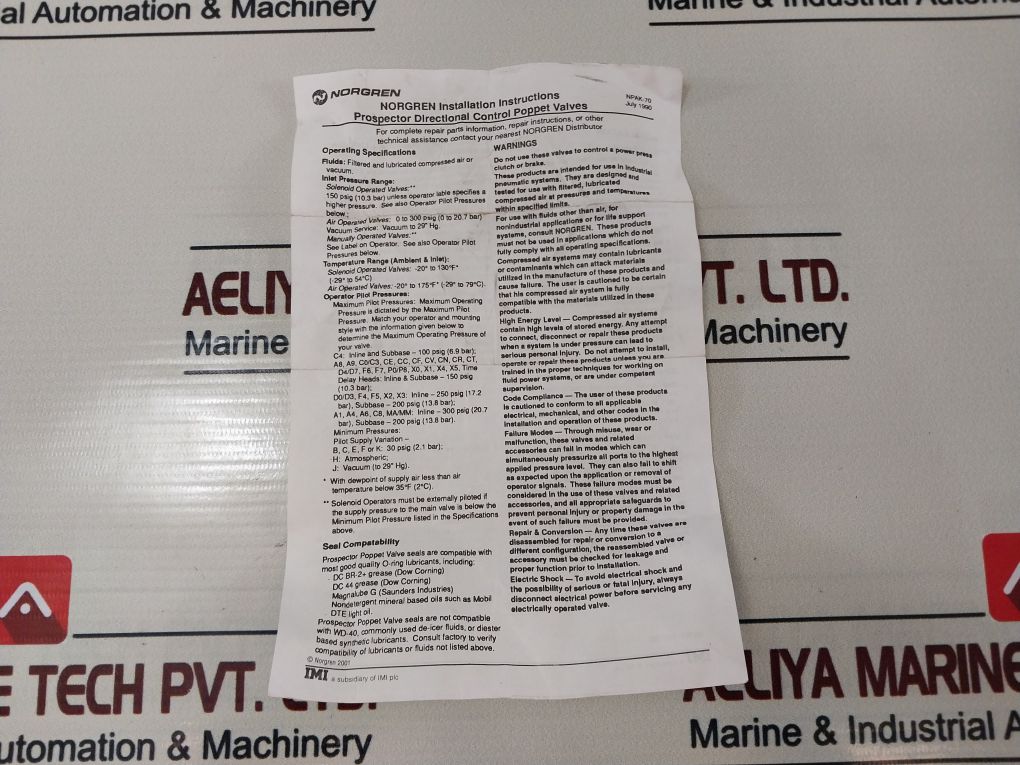 al Automation & Machinery
Marine & Industrial Automa
NORGREN
NORGREN Installation Instructions
Prospector Directional Control Poppet Valves
NPAK-70
July 1990
For complete repair parts information, repair instructions, or other
technical assistance contact your nearest NORGREN Distributor
Operating Specifications
Fluids: Filtered and lubricated compressed air or
vacuum.
Inlet Pressure Range:
Solenoid Operated Valves:**
150 psig (10.3 bar) unless operator lable specifies a
higher pressure. See also Operator Pilot Pressures
below.;
Air Operated Valves: 0 to 300 psig (0 to 20.7 bar)
Vacuum Service: Vacuum to 29" Hg.
Manually Operated Valves:**
See Label on Operator. See also Operator Pilot
Pressures below.
Temperature Range (Ambient & Inlet):
Solenoid Operated Valves: -20° to 130°F*
(-29° to 54°C)
Air Operated Valves: -20° to 175°F* (-29° to 79°C).
Operator Pilot Pressures:
Maximum Pilot Pressures: Maximum Operating
Pressure is dictated by the Maximum Pilot
Pressure. Match your operator and mounting
style with the information given below to
determine the Maximum Operating Pressure of
your valve.
C4: Inline and Subbase - 100 psig (6.9 bar);
A8, A9, C0/C3, CE, CC, CF, CV, CN, CR, CT,
D4/D7, F6, F7, P0/P8, X0, X1, X4, X5, Time
Delay Heads: Inline & Subbase – 150 psig
(10.3 bar);
D0/D3, F4, F5, X2, X3: Inline – 250 psig (17.2
bar), Subbase – 200 psig (13.8 bar);
A1, A4, A6, C8, MA/MM: Inline – 300 psig (20.7
bar), Subbase – 200 psig (13.8 bar).
Minimum Pressures:
Pilot Supply Variation –
B, C, E, F or K: 30 psig (2.1 bar);
H: Atmospheric;
J: Vacuum (to 29" Hg).
* With dewpoint of supply air less than air
temperature below 35°F (2°C).
** Solenoid Operators must be externally piloted if
the supply pressure to the main valve is below the
Minimum Pilot Pressure listed in the Specifications
above.
Seal Compatability
Prospector Poppet Valve seals are compatible with
most good quality O-ring lubricants, including:
DC BR-2+ grease (Dow Corning)
DC 44 grease (Dow Corning)
Magnalube G (Saunders Industries)
Nondetergent mineral based oils such as Mobil
DTE light oil.
Prospector Poppet Valve seals are not compatible
with WD-40, commonly used de-icer fluids, or diester
based synthetic lubricants. Consult factory to verify
compatibility of lubricants or fluids not listed above.
WARNINGS
Do not use these valves to control a power press
clutch or brake.
These products are intended for use in industrial
pneumatic systems. They are designed and
tested for use with filtered, lubricated
compressed air at pressures and temperatures
within specified limits.
For use with fluids other than air, for
nonindustrial applications or for life support
systems, consult NORGREN. These products
must not be used in applications which do not
fully comply with all operating specifications.
Compressed air systems may contain lubricants
or contaminants which can attack materials
utilized in the manufacture of these products and
cause failure. The user is cautioned to be certain
that his compressed air system is fully
compatible with the materials utilized in these
products.
High Energy Level — Compressed air systems
contain high levels of stored energy. Any attempt
to connect, disconnect or repair these products
when a system is under pressure can lead to
serious personal injury. Do not attempt to install,
operate or repair these products unless you are
trained in the proper techniques for working on
fluid power systems, or are under competent
supervision.
Code Compliance — The user of these products
is cautioned to conform to all applicable
electrical, mechanical, and other codes in the
installation and operation of these products.
Failure Modes — Through misuse, wear or
malfunction, these valves and related
accessories can fail in modes which can
simultaneously pressurize all ports to the highest
applied pressure level. They can also fail to shift
as expected upon the application or removal of
operator signals. These failure modes must be
considered in the use of these valves and related
accessories, and all appropriate safeguards to
prevent personal injury or property damage in the
event of such failure must be provided.
Repair & Conversion — Any time these valves are
disassembled for repair or conversion to a
different configuration, the reassembled valve or
accessory must be checked for leakage and
proper function prior to installation.
Electric Shock — To avoid electrical shock and
the possibility of serious or fatal injury, always
disconnect electrical power before servicing any
electrically operated valve.
© Norgren 2001
IMI a subsidiary of IMI plc
AELIY
VT. LTD.
Marine
Machinery
E TECH PVT. LTD.
AELIYA MARINE
utomation & Machinery
Marine & Industrial A